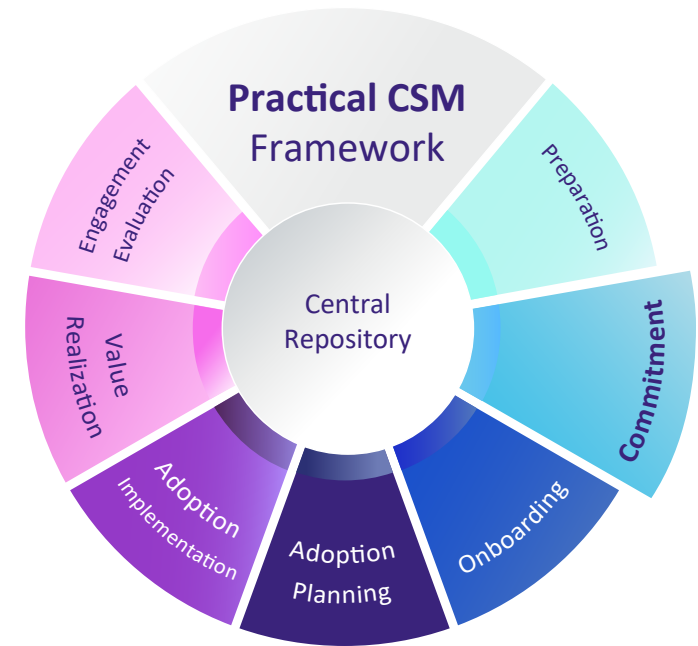 Practical CSM
Framework
Preparation
Commitment
Onboarding
Adoption
Planning
Adoption
Implementation
Value
Realization
Engagement
Evaluation
Central
Repository